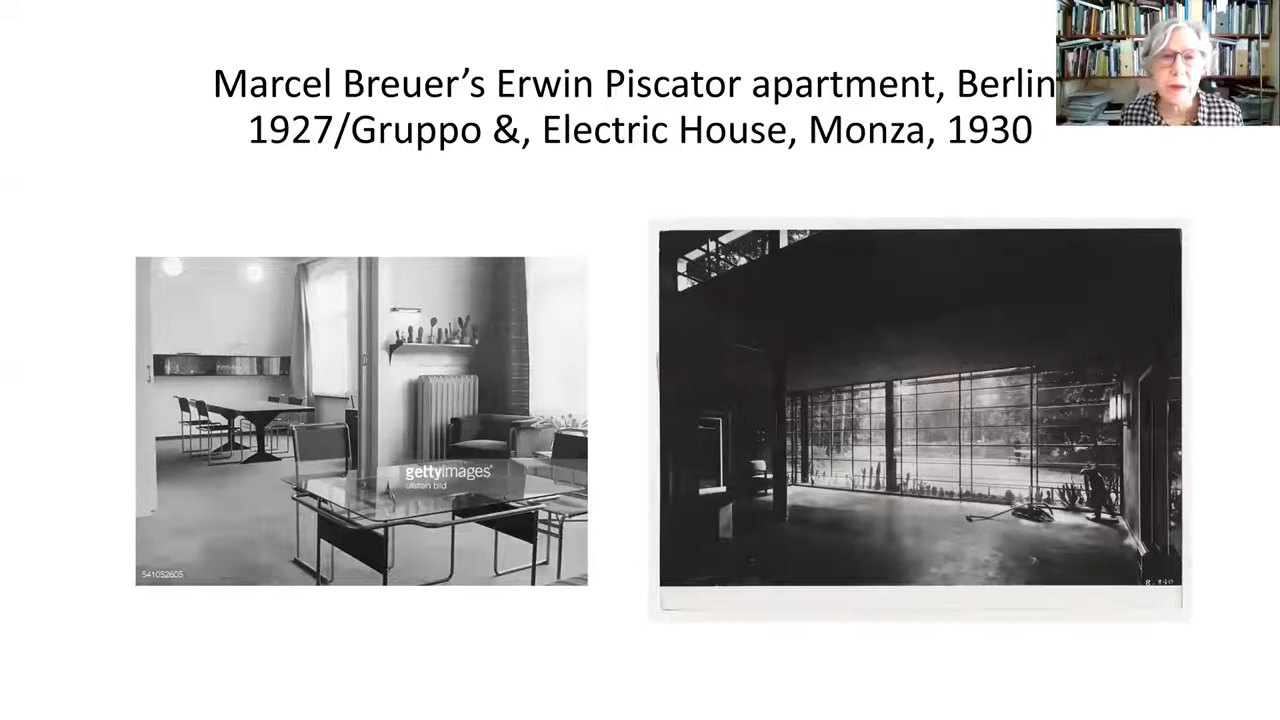 Marcel Breuer’s Erwin Piscator apartment, Berlin
1927/Gruppo &, Electric House, Monza, 1930
gettyimages
ullstein bild
541052605